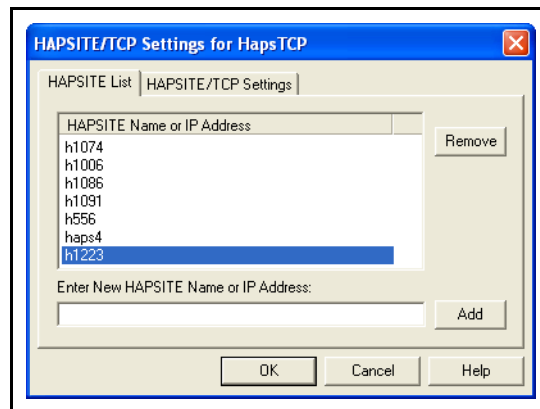 HAPSITE/TCP Settings for HapsTCP
HAPSITE List HAPSITE/TCP Settings
HAPSITE Name or IP Address
Remove
h1074
h1006
h1086
h1091
h556
haps4
h1223
Enter New HAPSITE Name or IP Address:
Add
OK Cancel Help